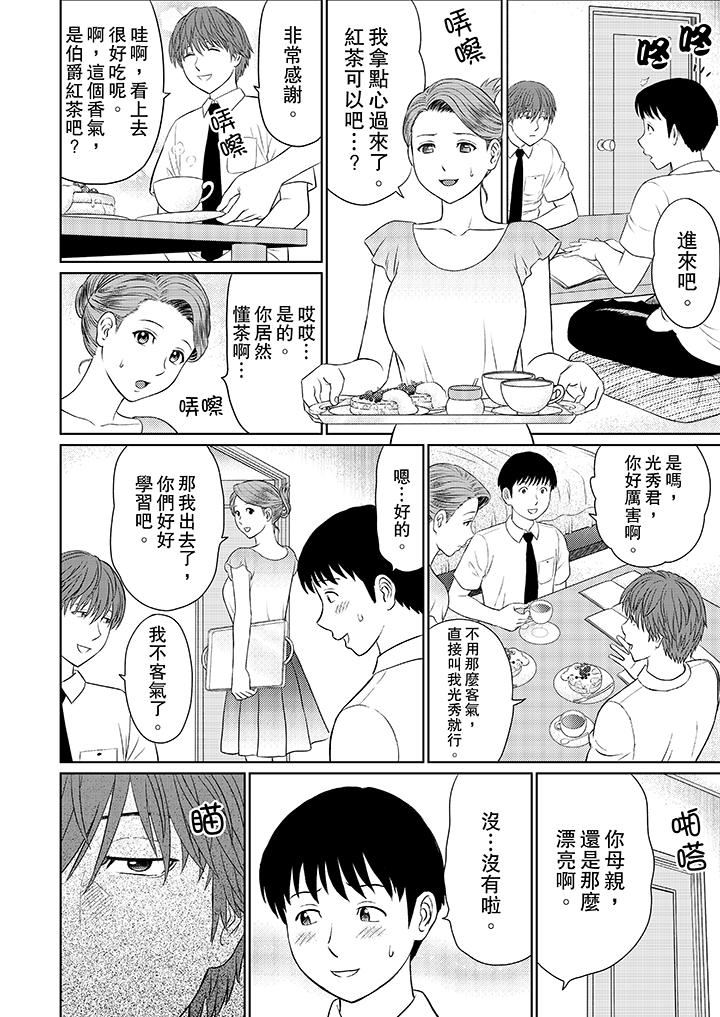 咚
咚
進來吧。
我拿點心過來了。
紅茶可以吧…?
弄嚓
非常感謝。
哇啊，看上去
很好吃呢。
啊，這個香氣，
是伯爵紅茶吧?
弄嚓
哎哎…
是的。
你居然
懂茶啊…
弄嚓
是嗎，
光秀君，
你好厲害啊。
不用那麼客氣，
直接叫我光秀就行。
嗯…好的。
那我出去了，
你們好好
學習吧。
我不客氣了。
啪嗒
你母親，
還是那麼
漂亮啊。
沒…沒有啦。
瞄